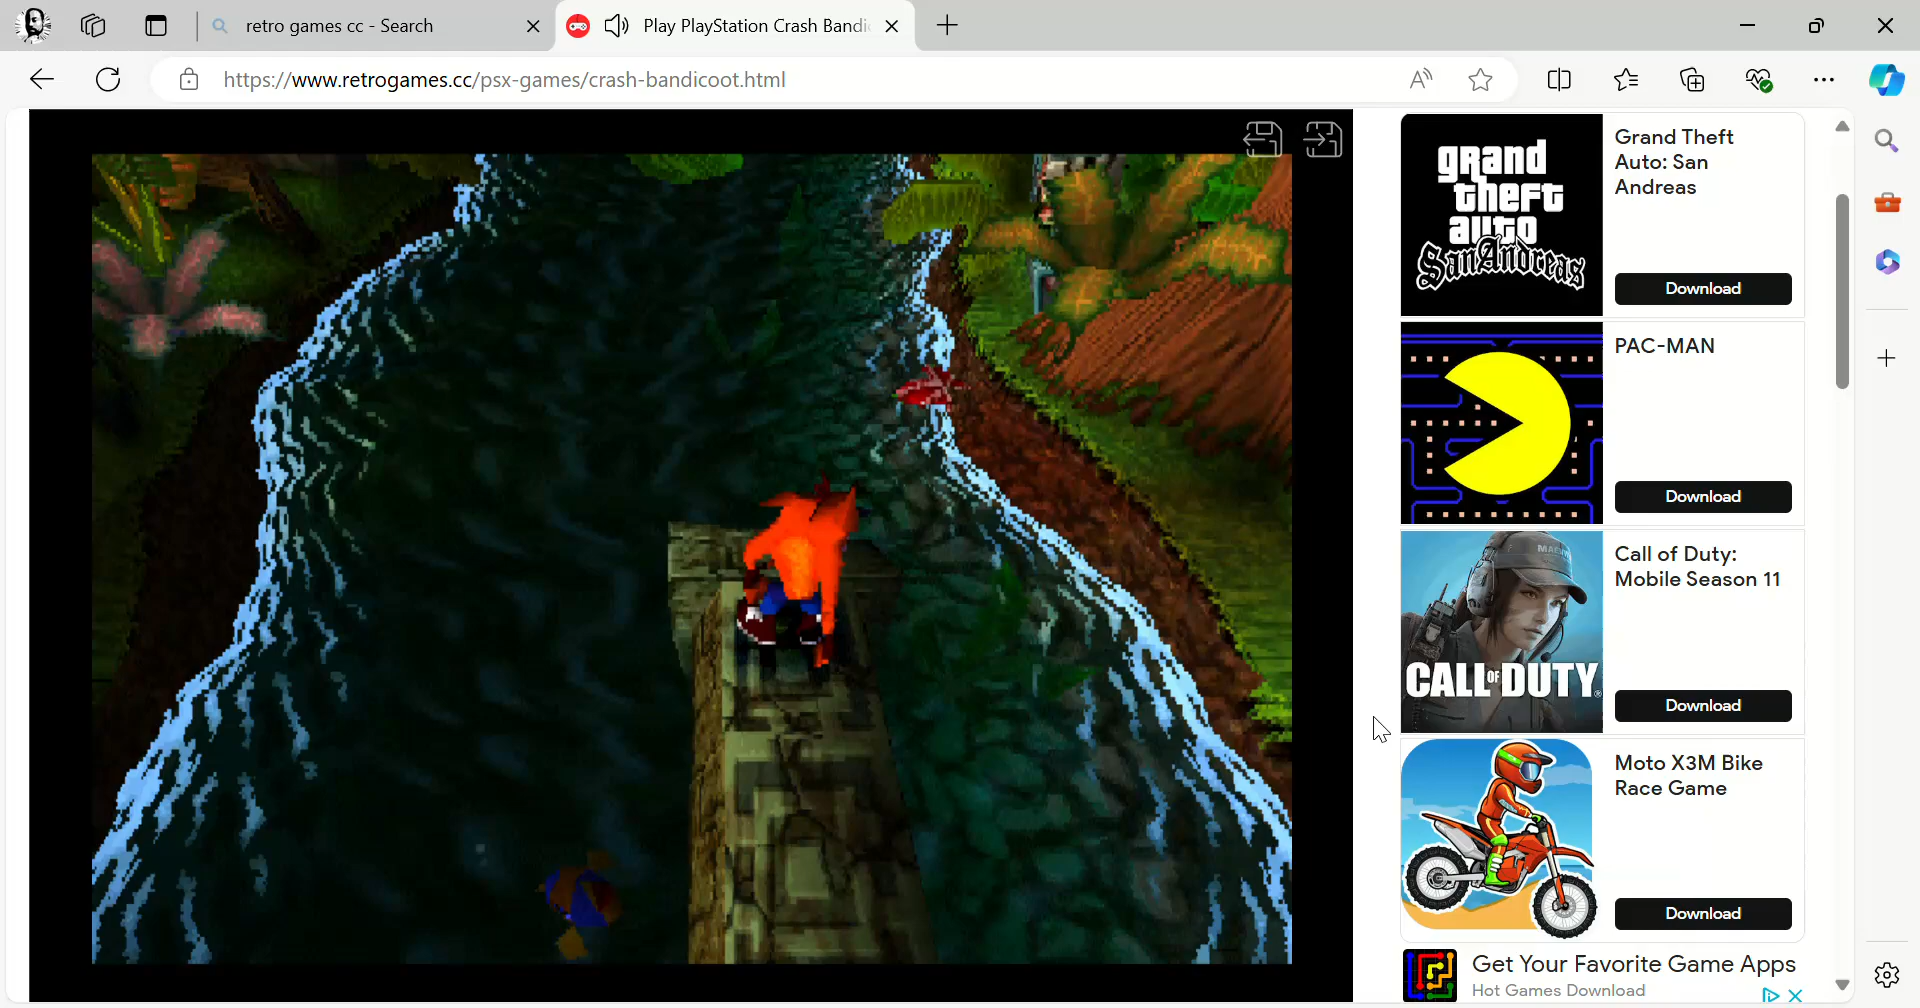 retro games cc - Search
Play PlayStation Crash Bandi
https://www.retrogames.cc/psx-games/crash-bandicoot.html
grand
theft
auto
San Andreas
Grand Theft
Auto: San
Andreas
Download
PAC-MAN
Download
CALL OF DUTY
Call of Duty:
Mobile Season 11
Download
Moto X3M Bike
Race Game
Download
Get Your Favorite Game Apps
Hot Games Download